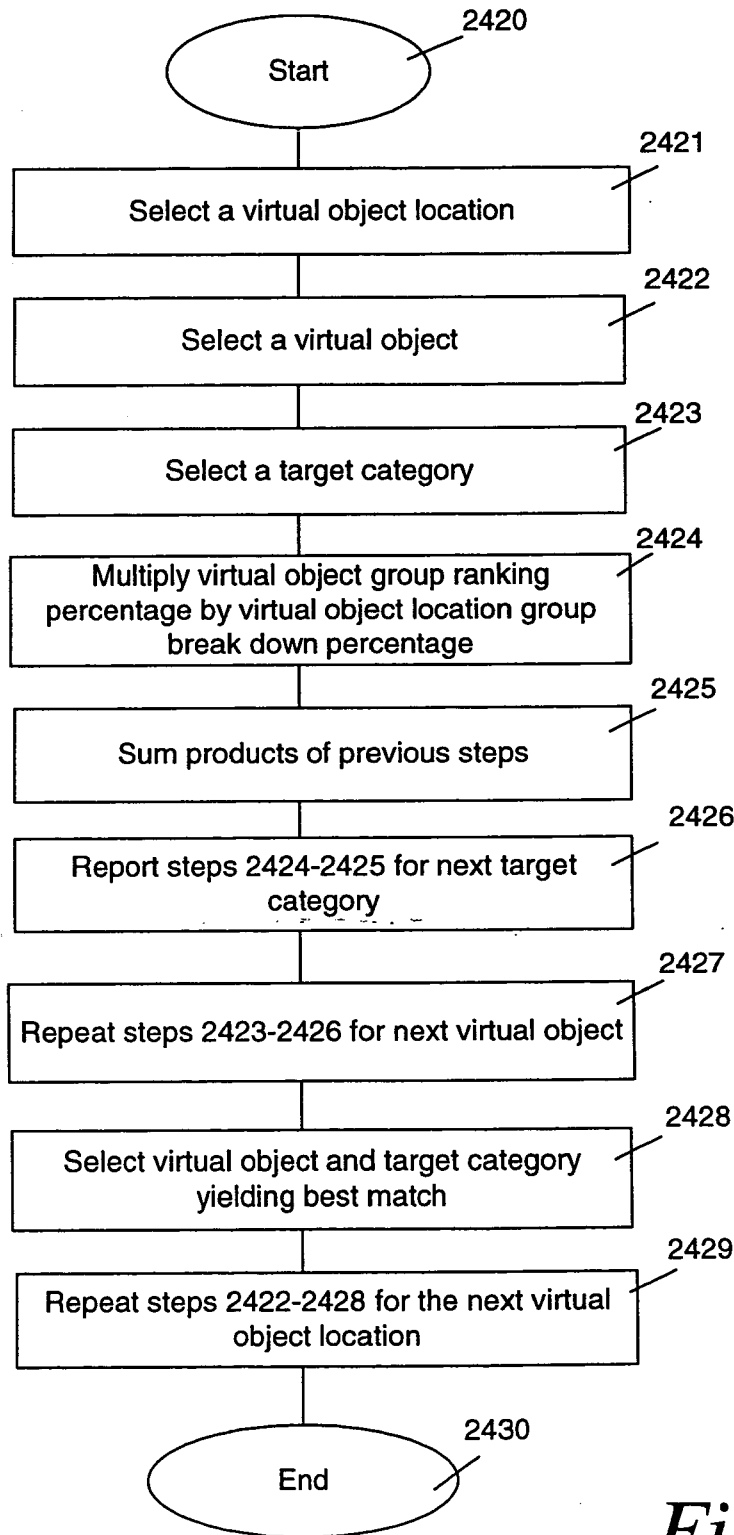 2420
Start
2421
Select a virtual object location
2422
Select a virtual object
2423
Select a target category
2424
Multiply virtual object group ranking
percentage by virtual object location group
break down percentage
2425
Sum products of previous steps
2426
Report steps 2424-2425 for next target
category
2427
Repeat steps 2423-2426 for next virtual object
2428
Select virtual object and target category
yielding best match
2429
Repeat steps 2422-2428 for the next virtual
object location
2430
End